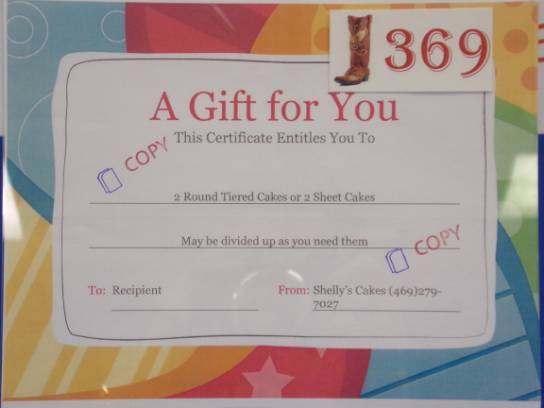 369
A Gift for You
This Certificate Entitles You To
COPY
2 Round Tiered Cakes or 2 Sheet Cakes
May be divided up as you need them
COPY
To: Recipient
From: Shelly's Cakes (469)279-
7027